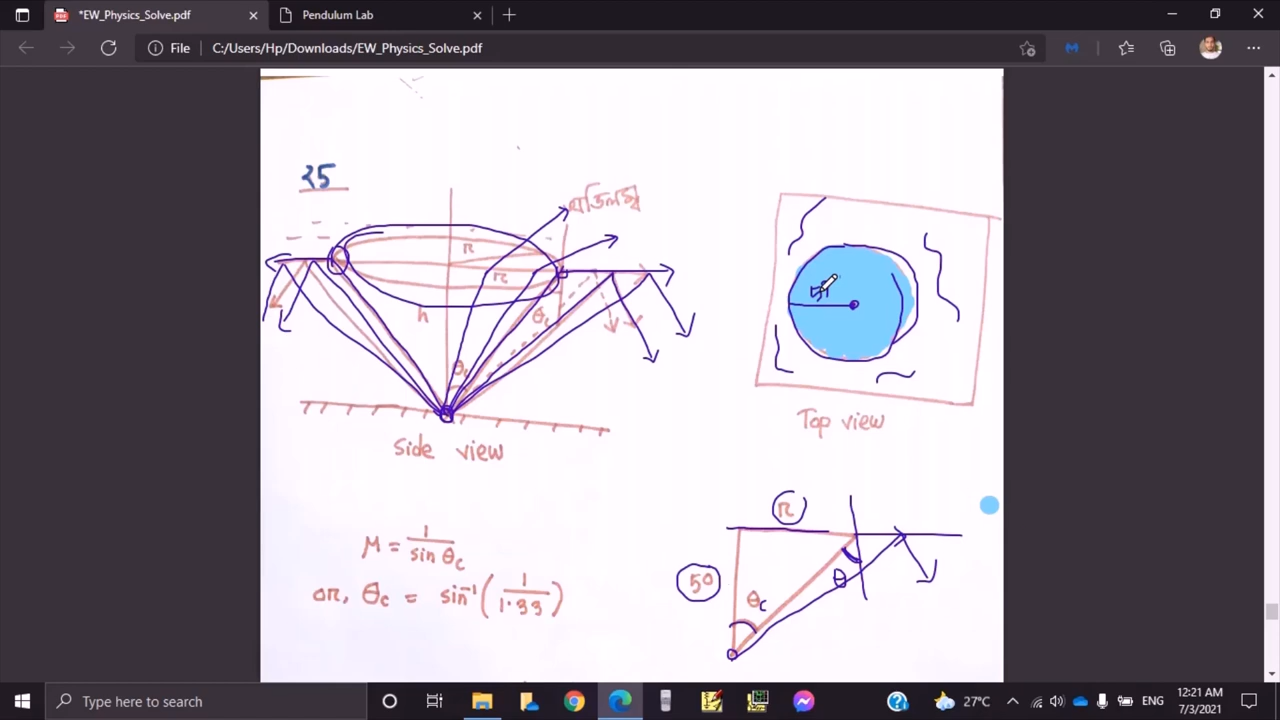 *EW_Physics_Solve.pdf
Pendulum Lab
File
C:/Users/Hp/Downloads/EW_Physics_Solve.pdf
২5
R
R
h
θc
θc
Side view
Top view
μ = 1/sin θc
or, θc = sin⁻¹(1/1.33)
R
50
θc
θ
Type here to search
27°C
ENG
12:21 AM
7/3/2021